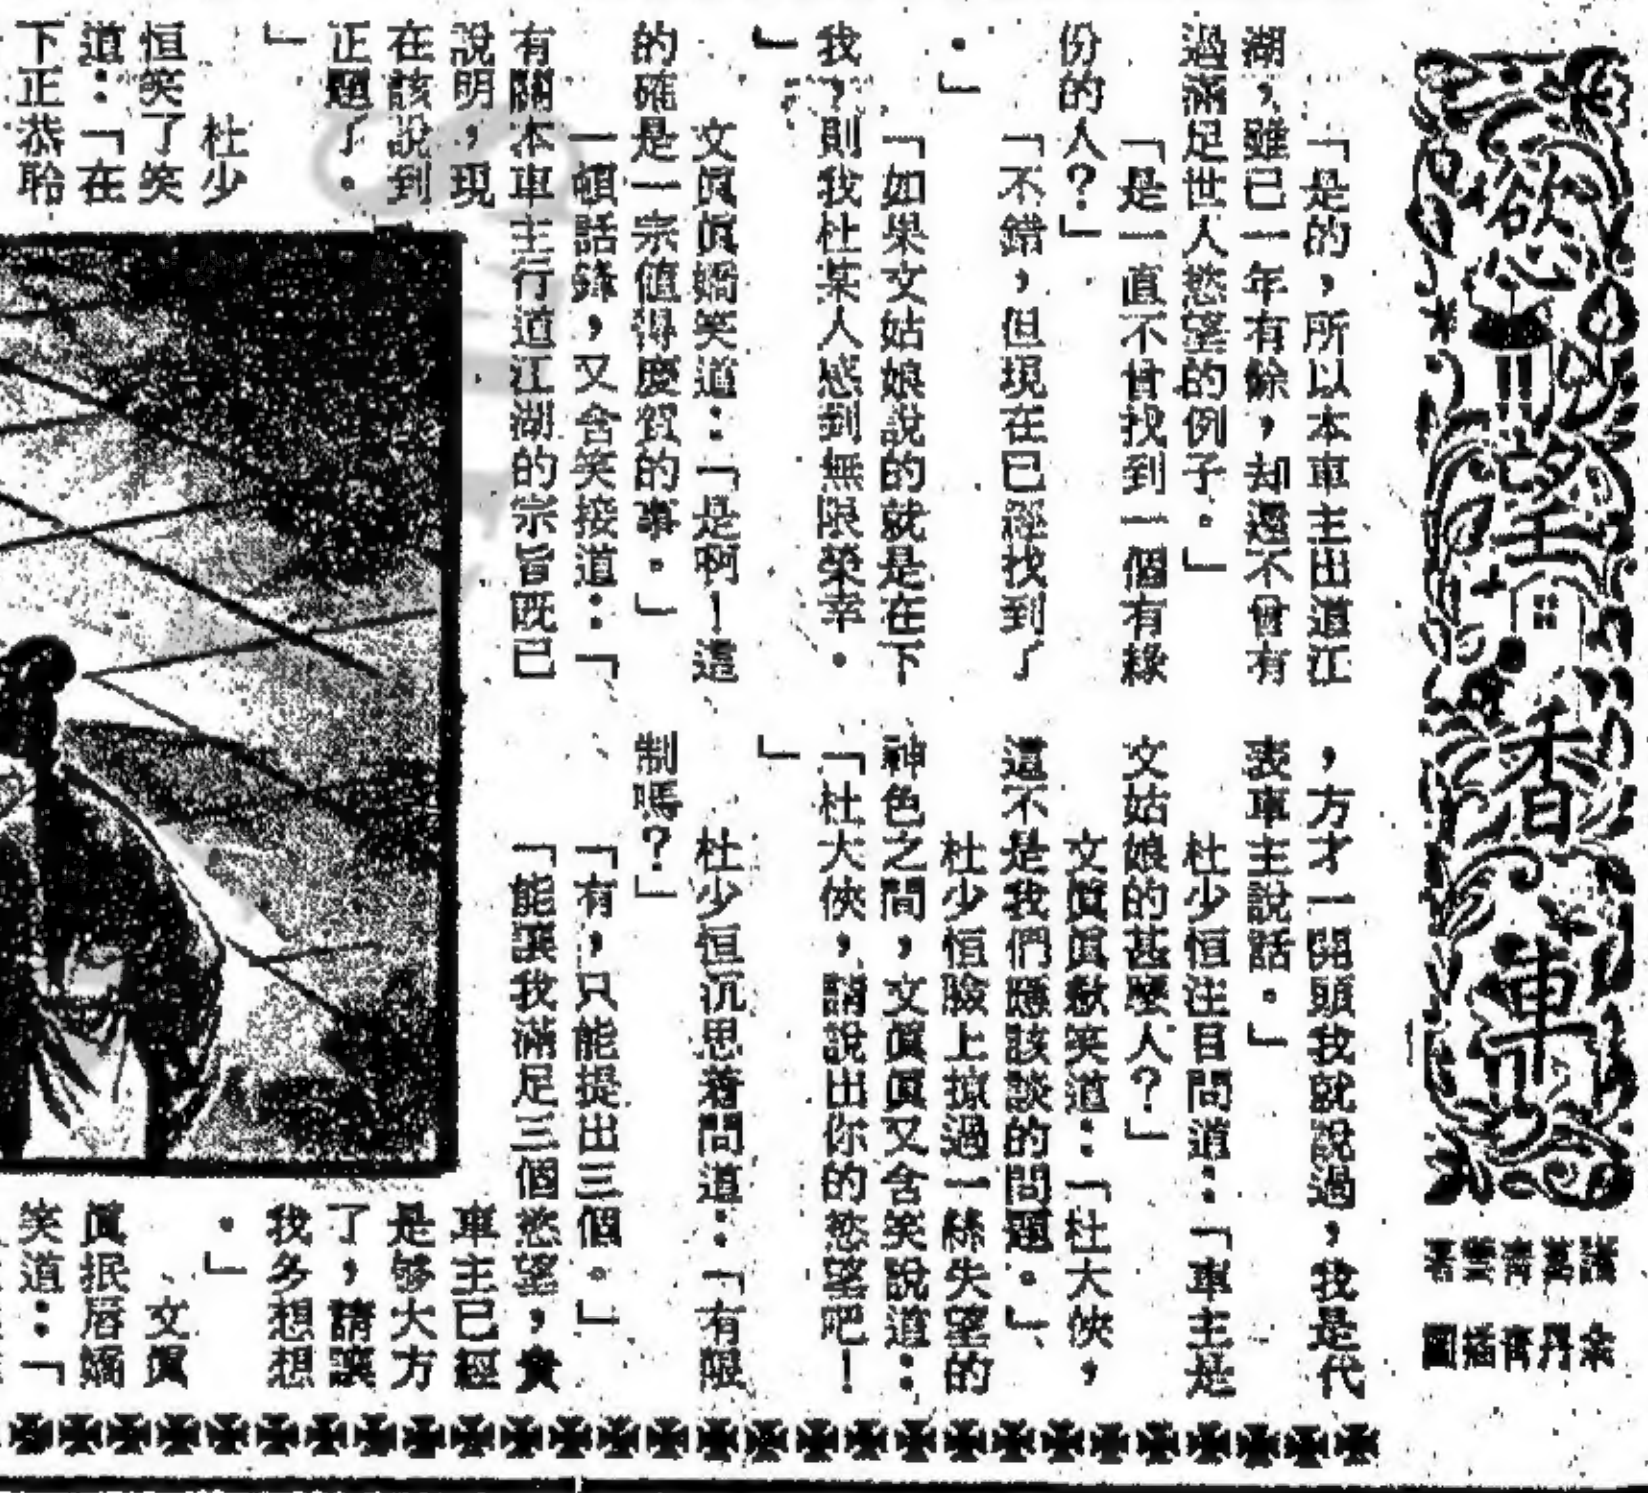 慾望香車
諸葛青雲著
朱丹青插圖
「是的，所以本車主出道江
湖，雖已一年有餘，却還不曾有
過滿足世人慾望的例子。」
「是一直不曾找到一個有緣
份的人？」
「不錯，但現在已經找到了
。」
「如果文姑娘說的就是在下
我，則我杜某人感到無限榮幸。
」
文眞眞嬌笑道：「是啊！這
的確是一宗值得慶賀的事。」
一頓話鋒，又含笑接道：「
有關本車主行道江湖的宗旨既已
說明，現
在該說到
正題了。
」
杜少
恒笑了笑
道：「在
下正恭聆
，方才一開頭我就說過，我是代
表車主說話。」
杜少恒注目問道：「車主是
文姑娘的甚麼人？」
文眞眞歉笑道：「杜大俠，
這不是我們應該談的問題。」
杜少恒臉上掠過一絲失望的
神色之間，文眞眞又含笑說道：
「杜大俠，請說出你的慾望吧！
」
杜少恒沉思着問道：「有限
制嗎？」
「有，只能提出三個。」
「能讓我滿足三個慾望，貴
車主已經
是够大方
了，請讓
我多想想
。」
文眞
眞抿唇嬌
笑道：「